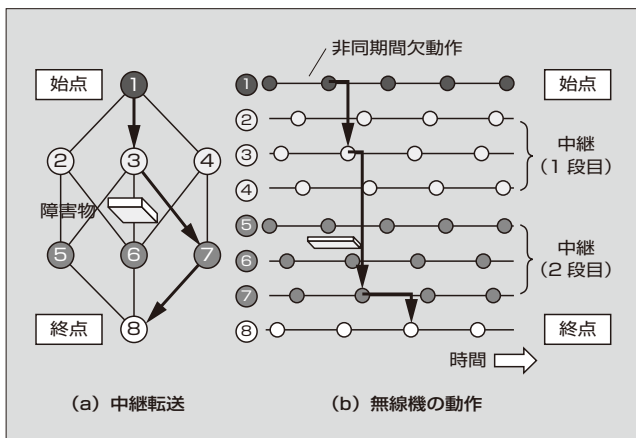 始点
1
2
3
4
障害物
5
6
7
終点
8
(a) 中継転送
非同期間欠動作
①
始点
②
③
④
中継
(1 段目)
⑤
⑥
⑦
中継
(2 段目)
⑧
終点
時間
(b) 無線機の動作